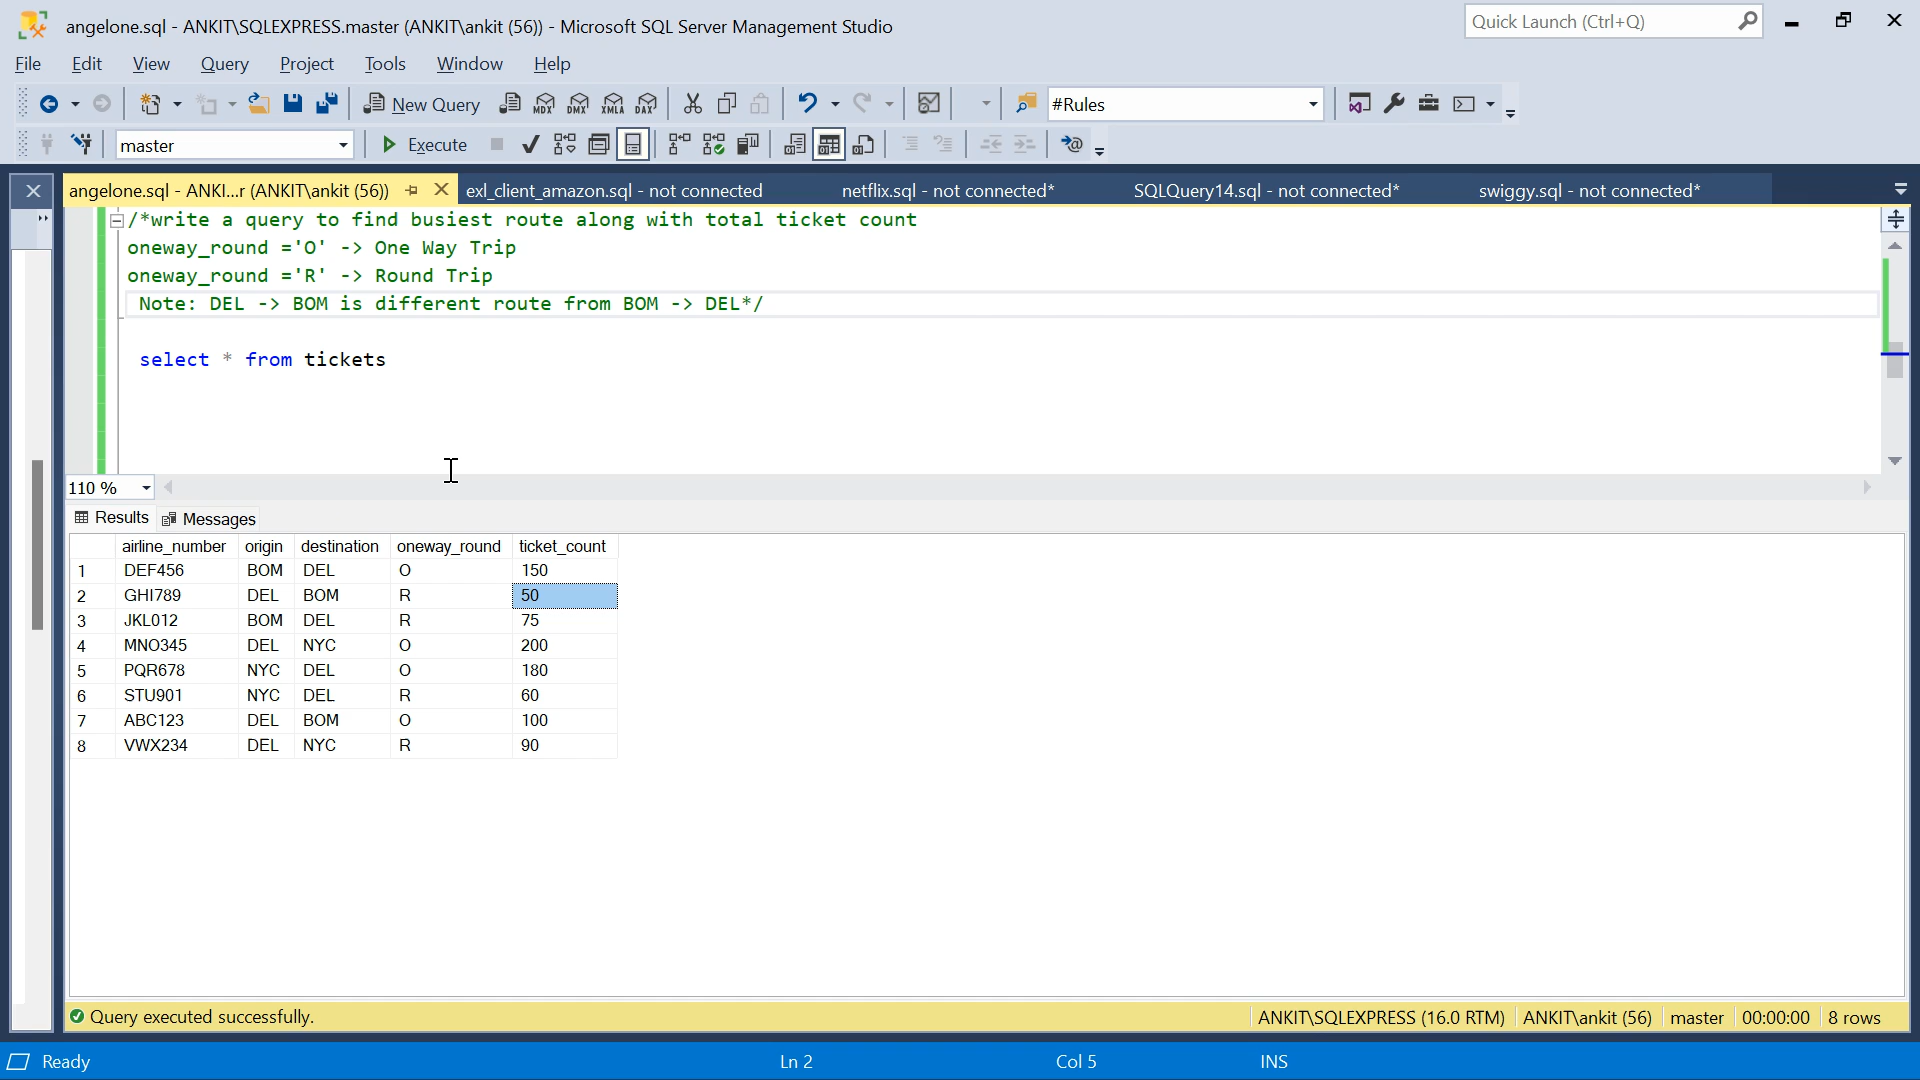 angelone.sql - ANKIT\SQLEXPRESS.master (ANKIT\ankit (56)) - Microsoft SQL Server Management Studio
Quick Launch (Ctrl+Q)
File Edit View Query Project Tools Window Help
New Query MDX DMX XMLA DAX #Rules
master Execute
angelone.sql - ANKI...r (ANKIT\ankit (56)) exl_client_amazon.sql - not connected netflix.sql - not connected* SQLQuery14.sql - not connected* swiggy.sql - not connected*
/*write a query to find busiest route along with total ticket count
oneway_round ='O' -> One Way Trip
oneway_round ='R' -> Round Trip
Note: DEL -> BOM is different route from BOM -> DEL*/
select * from tickets
110 %
Results Messages
airline_number origin destination oneway_round ticket_count
1 DEF456 BOM DEL O 150
2 GHI789 DEL BOM R 50
3 JKL012 BOM DEL R 75
4 MNO345 DEL NYC O 200
5 PQR678 NYC DEL O 180
6 STU901 NYC DEL R 60
7 ABC123 DEL BOM O 100
8 VWX234 DEL NYC R 90
Query executed successfully. ANKIT\SQLEXPRESS (16.0 RTM) ANKIT\ankit (56) master 00:00:00 8 rows
Ready Ln 2 Col 5 INS